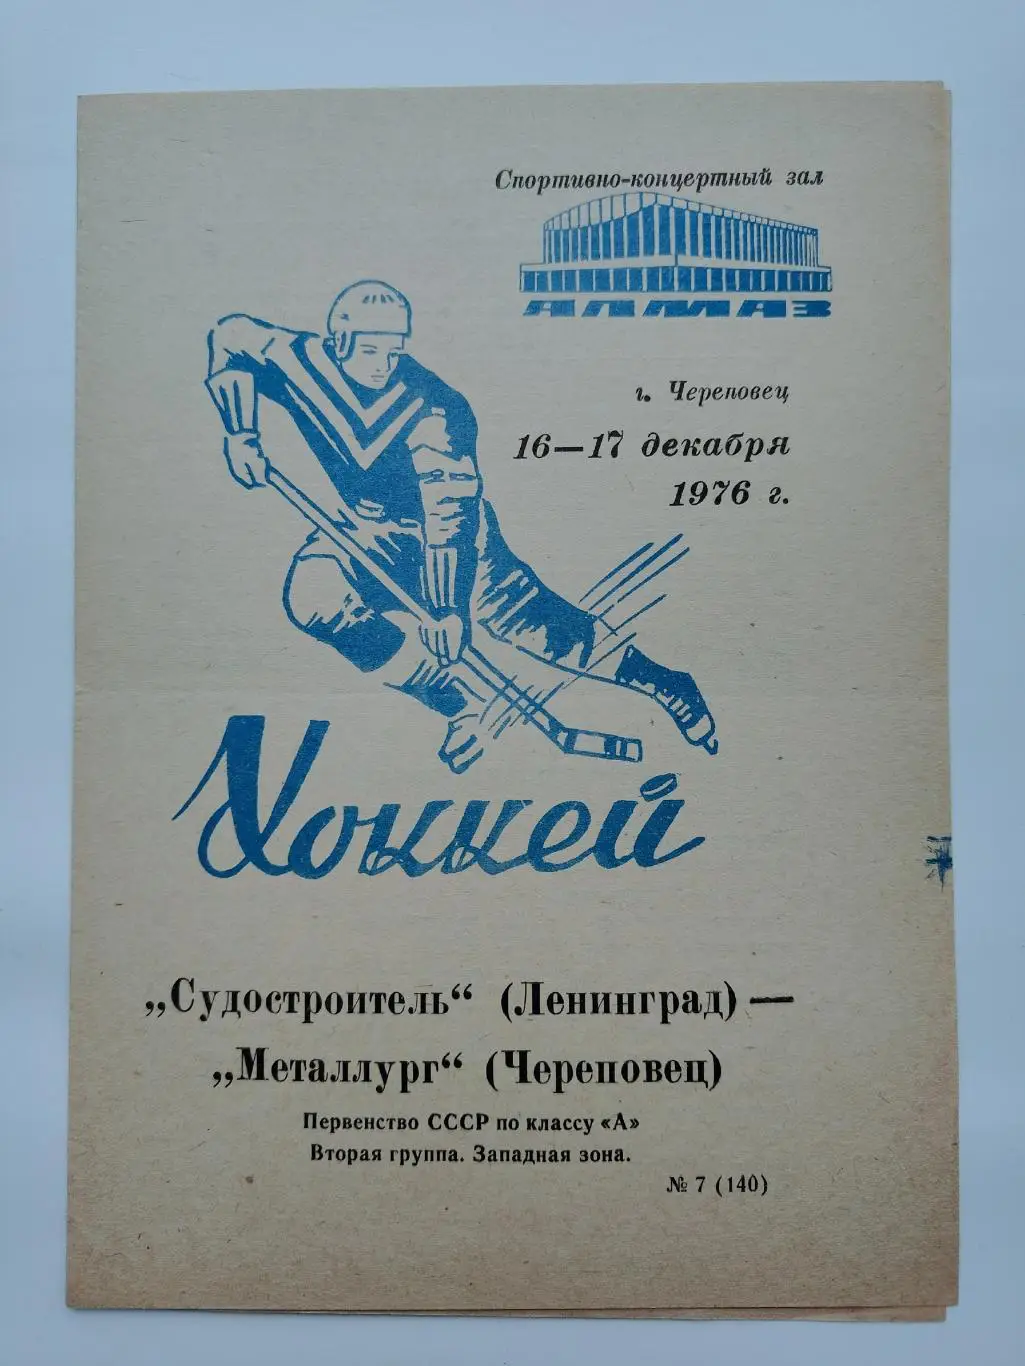 Спортивно-концертный зал
АЛМАЗ
г. Череповец
16—17 декабря
1976 г.
Хоккей
„Судостроитель“ (Ленинград) —
„Металлург“ (Череповец)
Первенство СССР по классу «А»
Вторая группа. Западная зона.
№ 7 (140)